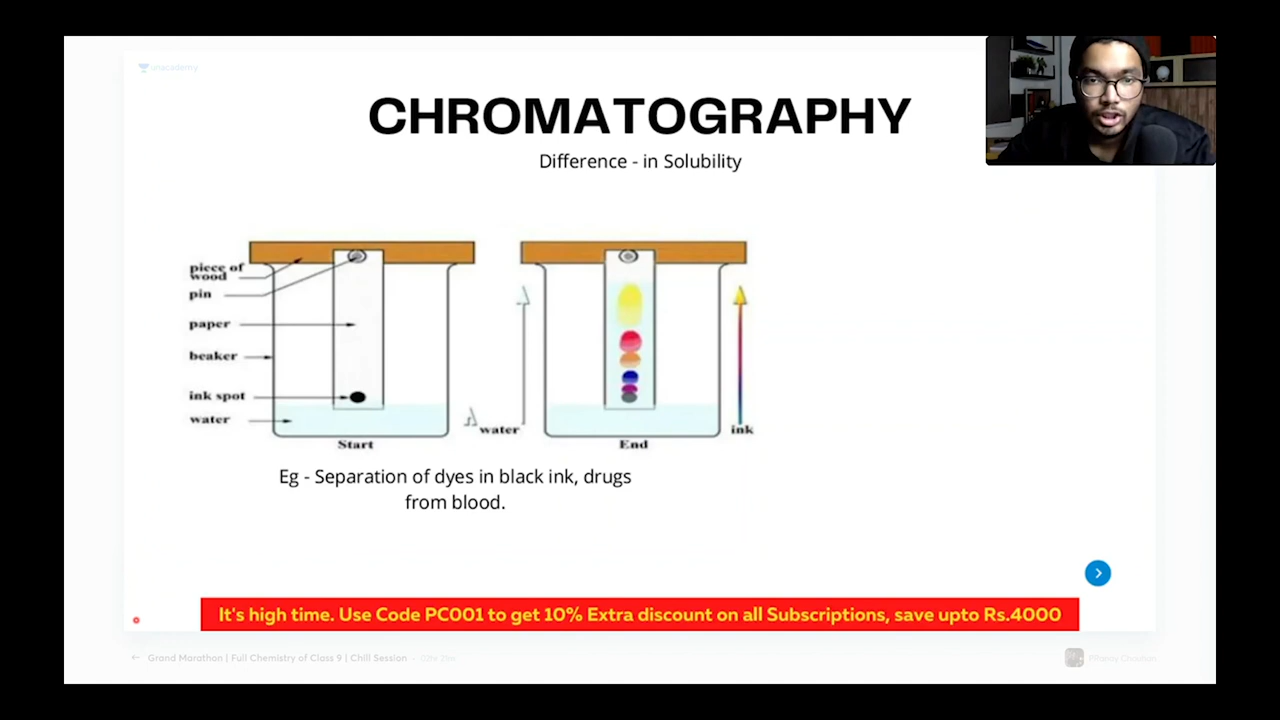 unacademy
CHROMATOGRAPHY
Difference - in Solubility
piece of
wood
pin
paper
beaker
ink spot
water
Start
water
End
ink
Eg - Separation of dyes in black ink, drugs
from blood.
It's high time. Use Code PC001 to get 10% Extra discount on all Subscriptions, save upto Rs.4000
Grand Marathon | Full Chemistry of Class 9 | Chill Session